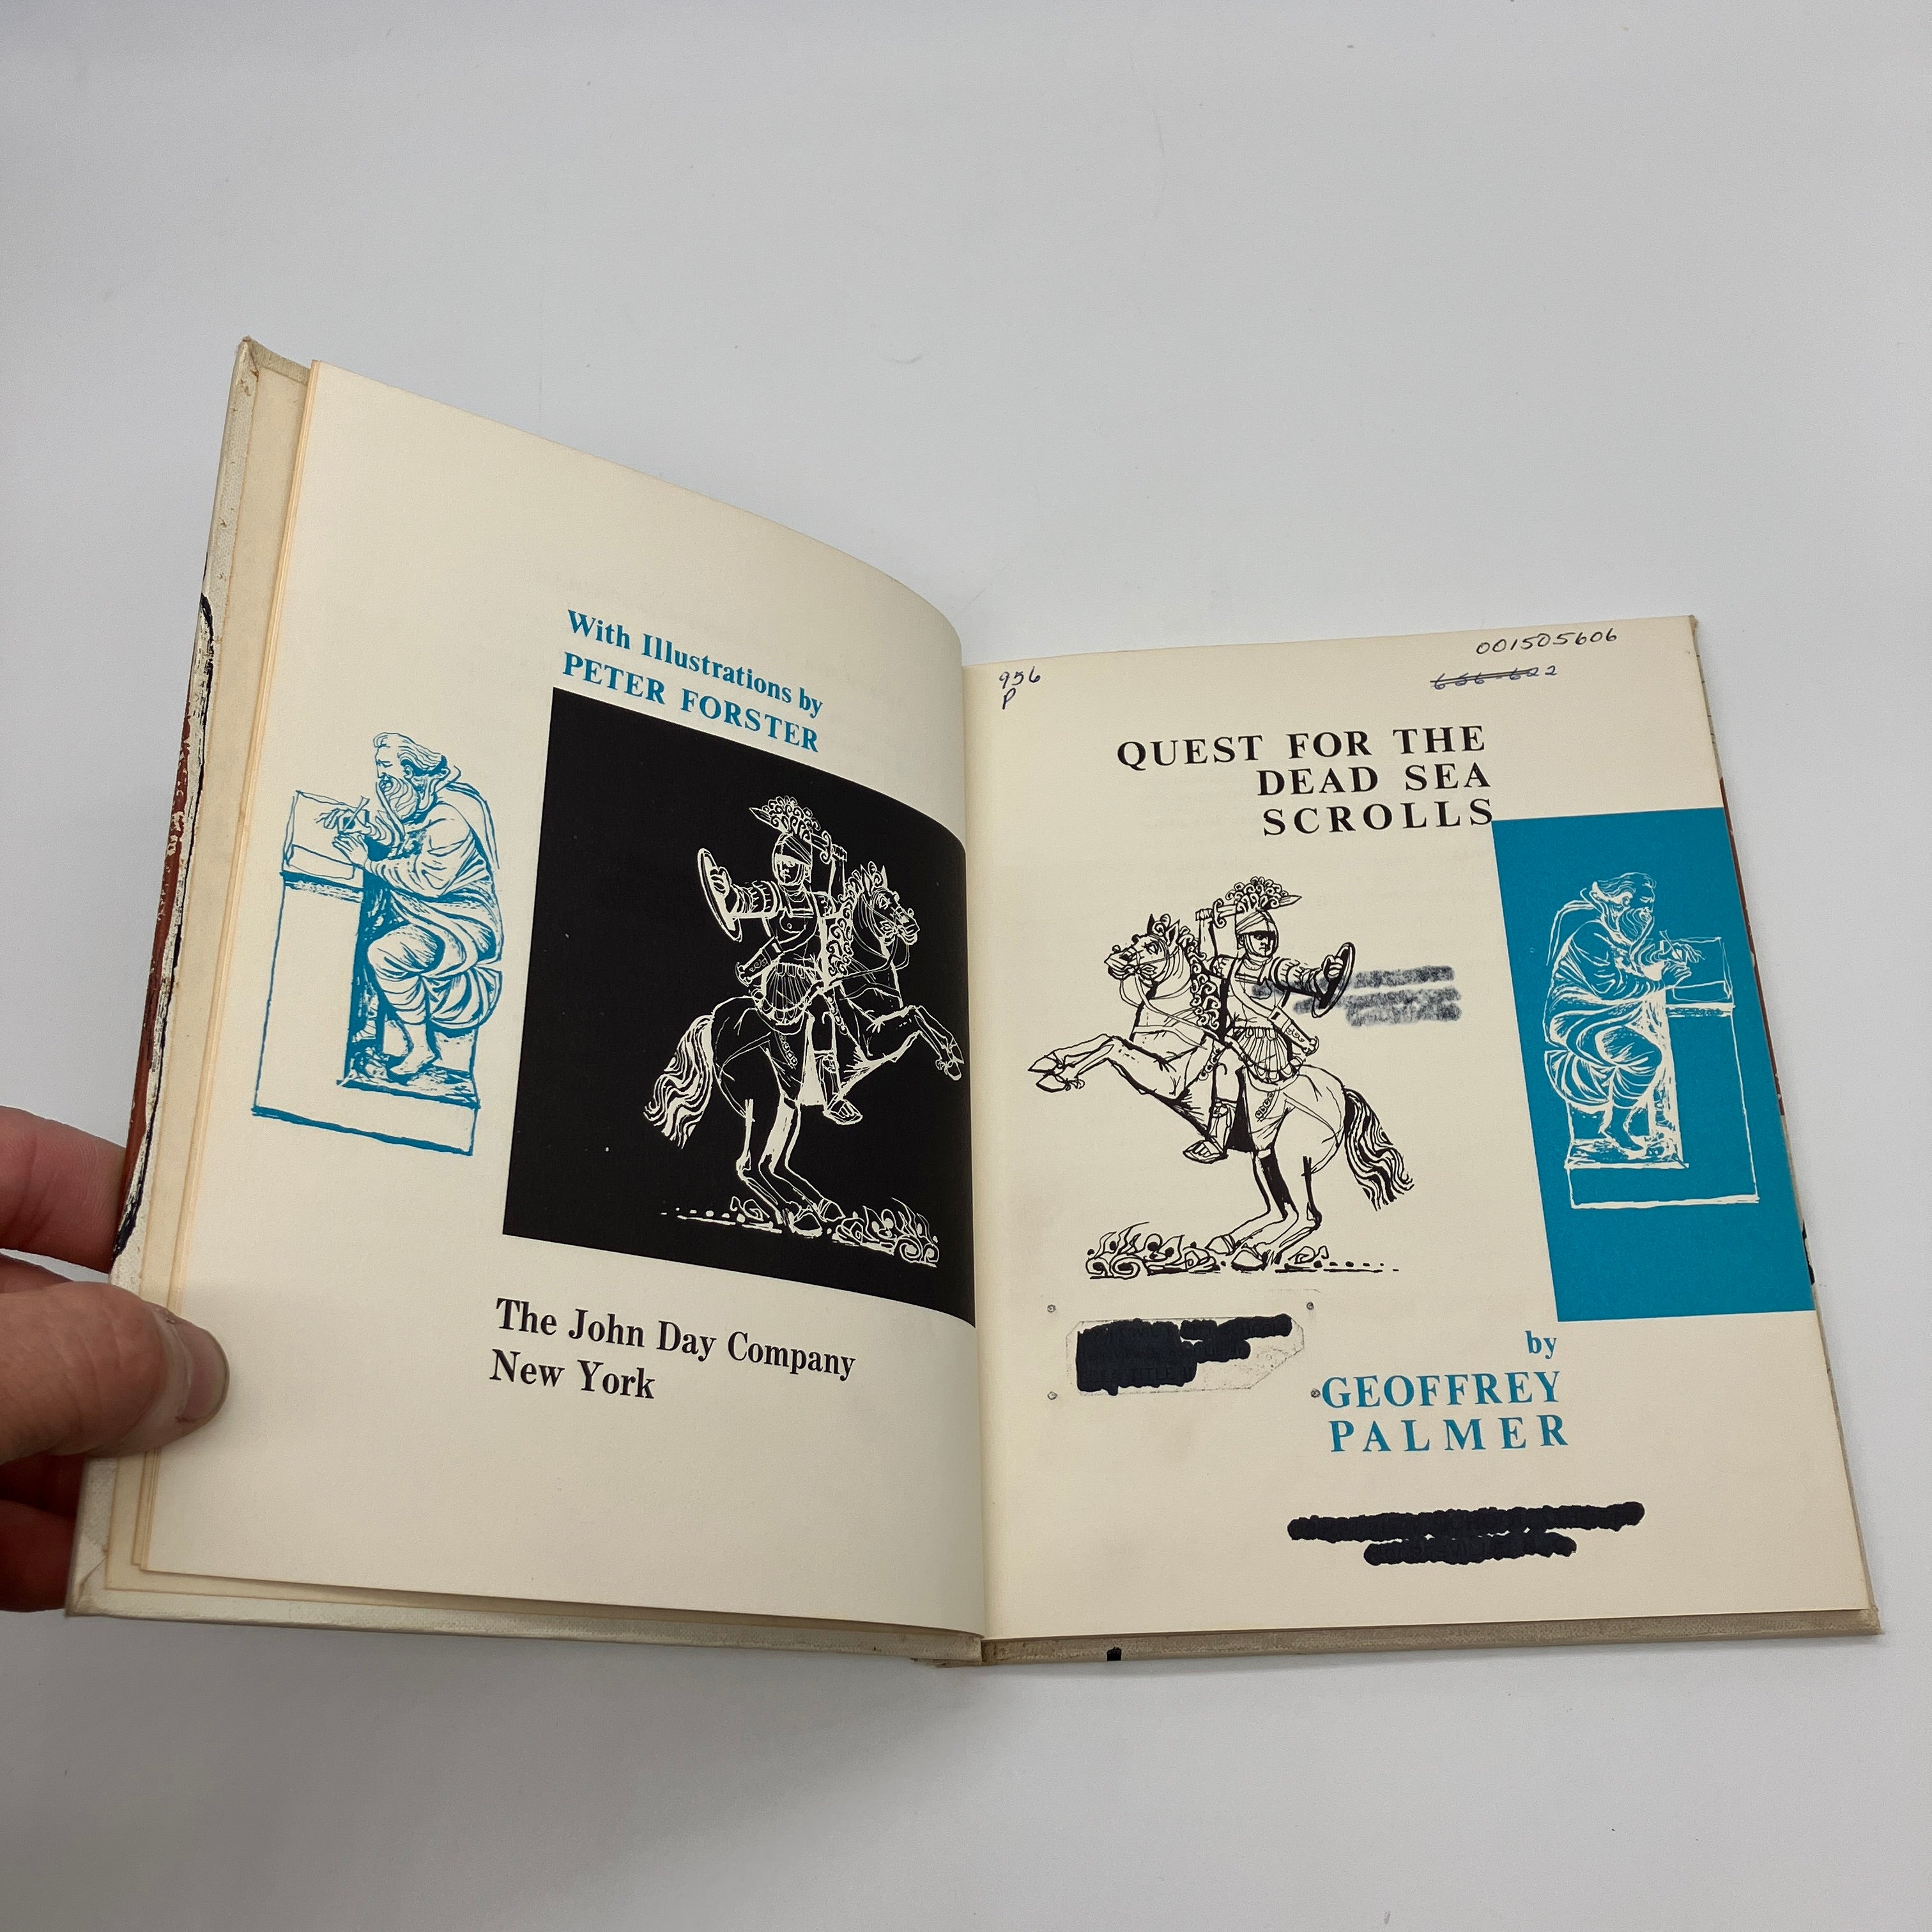 With Illustrations by
PETER FORSTER
The John Day Company
New York
001505606
956
P
QUEST FOR THE
DEAD SEA
SCROLLS
by
GEOFFREY
PALMER